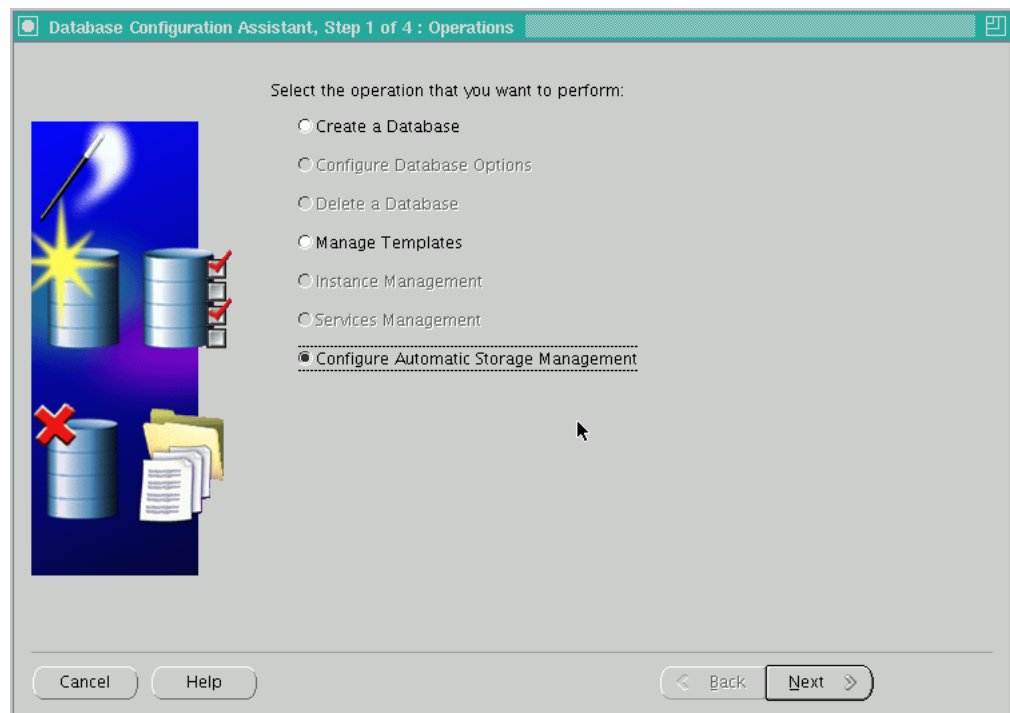 Database Configuration Assistant, Step 1 of 4 : Operations
Select the operation that you want to perform:
Create a Database
Configure Database Options
Delete a Database
Manage Templates
Instance Management
Services Management
Configure Automatic Storage Management
Cancel
Help
Back
Next